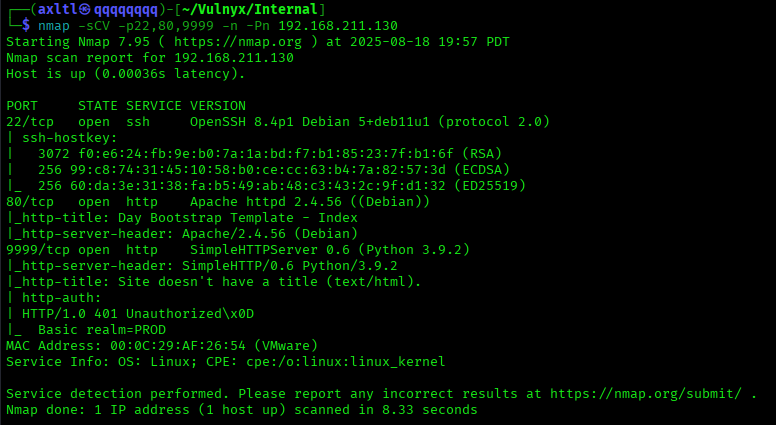 ┌──(axltl㉿qqqqqqqq)-[~/Vulnyx/Internal]
└─$ nmap -sCV -p22,80,9999 -n -Pn 192.168.211.130
Starting Nmap 7.95 ( https://nmap.org ) at 2025-08-18 19:57 PDT
Nmap scan report for 192.168.211.130
Host is up (0.00036s latency).

PORT     STATE SERVICE VERSION
22/tcp   open  ssh     OpenSSH 8.4p1 Debian 5+deb11u1 (protocol 2.0)
| ssh-hostkey:
|   3072 f0:e6:24:fb:9e:b0:7a:1a:bd:f7:b1:85:23:7f:b1:6f (RSA)
|   256 99:c8:74:31:45:10:58:b0:ce:cc:63:b4:7a:82:57:3d (ECDSA)
|_  256 60:da:3e:31:38:fa:b5:49:ab:48:c3:43:2c:9f:d1:32 (ED25519)
80/tcp   open  http    Apache httpd 2.4.56 ((Debian))
|_http-title: Day Bootstrap Template - Index
|_http-server-header: Apache/2.4.56 (Debian)
9999/tcp open  http    SimpleHTTPServer 0.6 (Python 3.9.2)
|_http-server-header: SimpleHTTP/0.6 Python/3.9.2
|_http-title: Site doesn't have a title (text/html).
| http-auth:
| HTTP/1.0 401 Unauthorized\x0D
|_  Basic realm=PROD
MAC Address: 00:0C:29:AF:26:54 (VMware)
Service Info: OS: Linux; CPE: cpe:/o:linux:linux_kernel

Service detection performed. Please report any incorrect results at https://nmap.org/submit/ .
Nmap done: 1 IP address (1 host up) scanned in 8.33 seconds